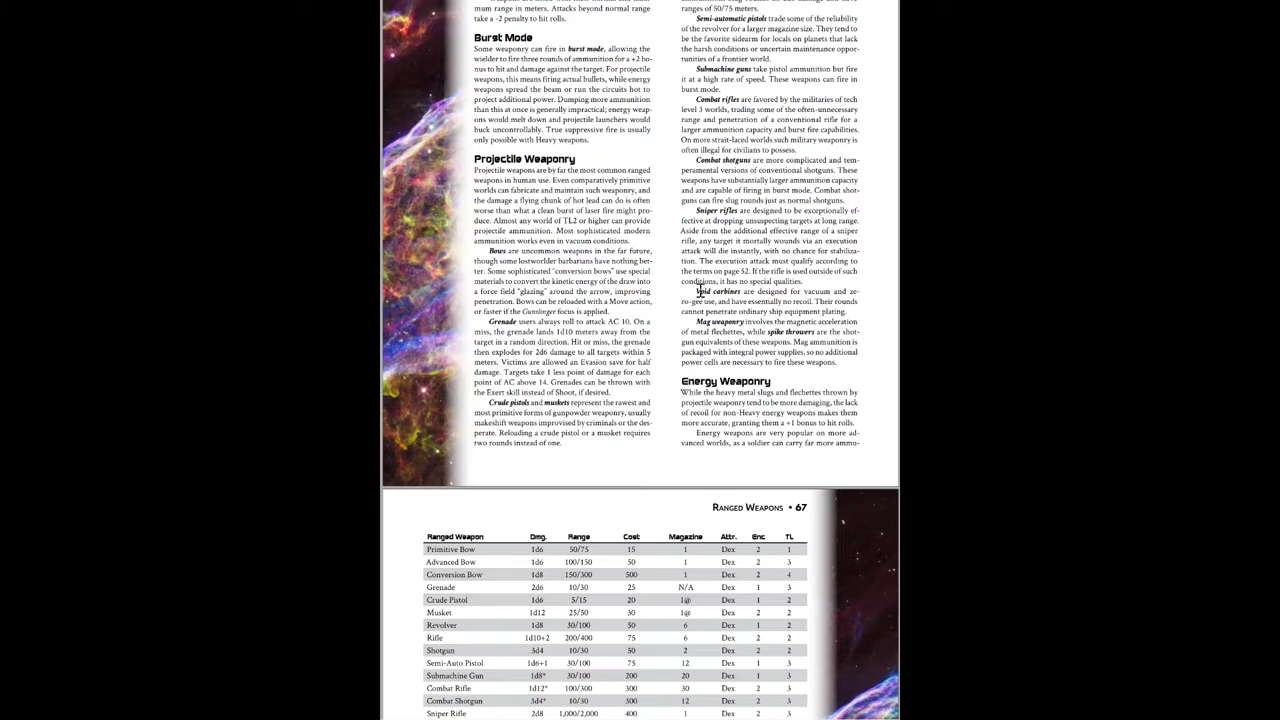 mum range in meters. Attacks beyond normal range
take a -2 penalty to hit rolls.
Burst Mode
Some weaponry can fire in burst mode, allowing the
wielder to fire three rounds of ammunition for a +2 bo-
nus to hit and damage against the target. For projectile
weapons, this means firing actual bullets, while energy
weapons spread the beam or run the circuits hot to
project additional power. Dumping more ammunition
than this at once is generally impractical; energy weap-
ons would melt down and projectile launchers would
buck uncontrollably. True suppressive fire is usually
only possible with Heavy weapons.
Projectile Weaponry
Projectile weapons are by far the most common ranged
weapons in human use. Even comparatively primitive
worlds can fabricate and maintain such weaponry, and
the damage a flying chunk of hot lead can do is often
worse than what a clean burst of laser fire might pro-
duce. Almost any world of TL2 or higher can provide
projectile ammunition. Most sophisticated modern
ammunition works even in vacuum conditions.
Bows are uncommon weapons in the far future,
though some lostworlder barbarians have nothing bet-
ter. Some sophisticated "conversion bows" use special
materials to convert the kinetic energy of the draw into
a force field "glazing" around the arrow, improving
penetration. Bows can be reloaded with a Move action,
or faster if the Gunslinger focus is applied.
Grenade users always roll to attack AC 10. On a
miss, the grenade lands 1d10 meters away from the
target in a random direction. Hit or miss, the grenade
then explodes for 2d6 damage to all targets within 5
meters. Victims are allowed an Evasion save for half
damage. Targets take 1 less point of damage for each
point of AC above 14. Grenades can be thrown with
the Exert skill instead of Shoot, if desired.
Crude pistols and muskets represent the rawest and
most primitive forms of gunpowder weaponry, usually
makeshift weapons improvised by criminals or the des-
perate. Reloading a crude pistol or a musket requires
two rounds instead of one.
ranges of 50/75 meters.
Semi-automatic pistols trade some of the reliability
of the revolver for a larger magazine size. They tend to
be the favorite sidearm for locals on planets that lack
the harsh conditions or uncertain maintenance oppor-
tunities of a frontier world.
Submachine guns take pistol ammunition but fire
it at a high rate of speed. These weapons can fire in
burst mode.
Combat rifles are favored by the militaries of tech
level 3 worlds, trading some of the often-unnecessary
range and penetration of a conventional rifle for a
larger ammunition capacity and burst fire capabilities.
On more strait-laced worlds such military weaponry is
often illegal for civilians to possess.
Combat shotguns are more complicated and tem-
peramental versions of conventional shotguns. These
weapons have substantially larger ammunition capacity
and are capable of firing in burst mode. Combat shot-
guns can fire slug rounds just as normal shotguns.
Sniper rifles are designed to be exceptionally ef-
fective at dropping unsuspecting targets at long range.
Aside from the additional effective range of a sniper
rifle, any target it mortally wounds via an execution
attack will die instantly, with no chance for stabiliza-
tion. The execution attack must qualify according to
the terms on page 52. If the rifle is used outside of such
conditions, it has no special qualities.
Void carbines are designed for vacuum and ze-
ro-gee use, and have essentially no recoil. Their rounds
cannot penetrate ordinary ship equipment plating.
Mag weaponry involves the magnetic acceleration
of metal flechettes, while spike throwers are the shot-
gun equivalents of these weapons. Mag ammunition is
packaged with integral power supplies, so no additional
power cells are necessary to fire these weapons.
Energy Weaponry
While the heavy metal slugs and flechettes thrown by
projectile weaponry tend to be more damaging, the lack
of recoil for non-Heavy energy weapons makes them
more accurate, granting them a +1 bonus to hit rolls.
Energy weapons are very popular on more ad-
vanced worlds, as a soldier can carry far more ammu-
Ranged Weapons • 67
Ranged Weapon Dmg. Range Cost Magazine Attr. Enc TL
Primitive Bow 1d6 50/75 15 1 Dex 2 1
Advanced Bow 1d6 100/150 50 1 Dex 2 3
Conversion Bow 1d8 150/300 500 1 Dex 2 4
Grenade 2d6 10/30 25 N/A Dex 1 3
Crude Pistol 1d6 5/15 20 1@ Dex 1 2
Musket 1d12 25/50 30 1@ Dex 2 2
Revolver 1d8 30/100 50 6 Dex 1 2
Rifle 1d10+2 200/400 75 6 Dex 2 2
Shotgun 3d4 10/30 50 2 Dex 2 2
Semi-Auto Pistol 1d6+1 30/100 75 12 Dex 1 3
Submachine Gun 1d8* 30/100 200 20 Dex 1 3
Combat Rifle 1d12* 100/300 300 30 Dex 2 3
Combat Shotgun 3d4* 10/30 300 12 Dex 2 3
Sniper Rifle 2d8 1,000/2,000 400 1 Dex 2 3